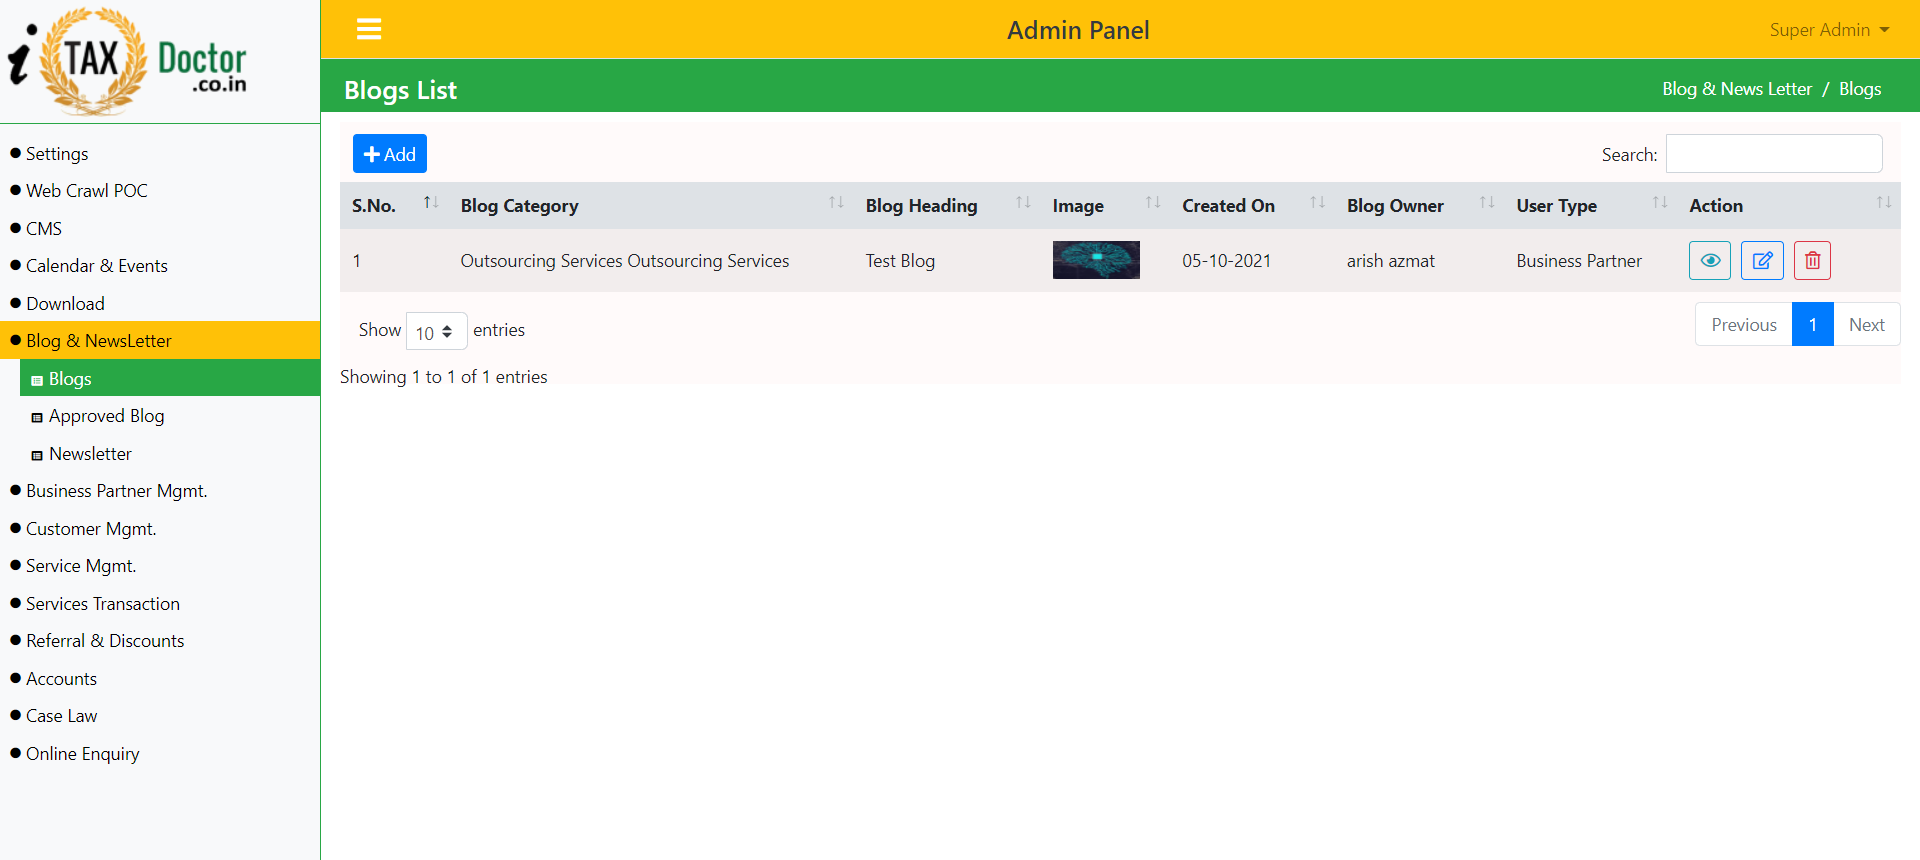 i TAX Doctor
.co.in
Admin Panel
Super Admin
Blogs List
Blog & News Letter / Blogs
Settings
Web Crawl POC
CMS
Calendar & Events
Download
Blog & NewsLetter
Blogs
Approved Blog
Newsletter
Business Partner Mgmt.
Customer Mgmt.
Service Mgmt.
Services Transaction
Referral & Discounts
Accounts
Case Law
Online Enquiry
Add
Search:
S.No. Blog Category Blog Heading Image Created On Blog Owner User Type Action
1 Outsourcing Services Outsourcing Services Test Blog 05-10-2021 arish azmat Business Partner
Show 10 entries
Previous 1 Next
Showing 1 to 1 of 1 entries